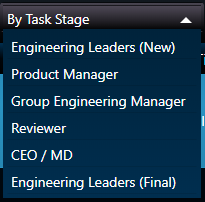 By Task Stage
Engineering Leaders (New)
Product Manager
Group Engineering Manager
Reviewer
CEO / MD
Engineering Leaders (Final)